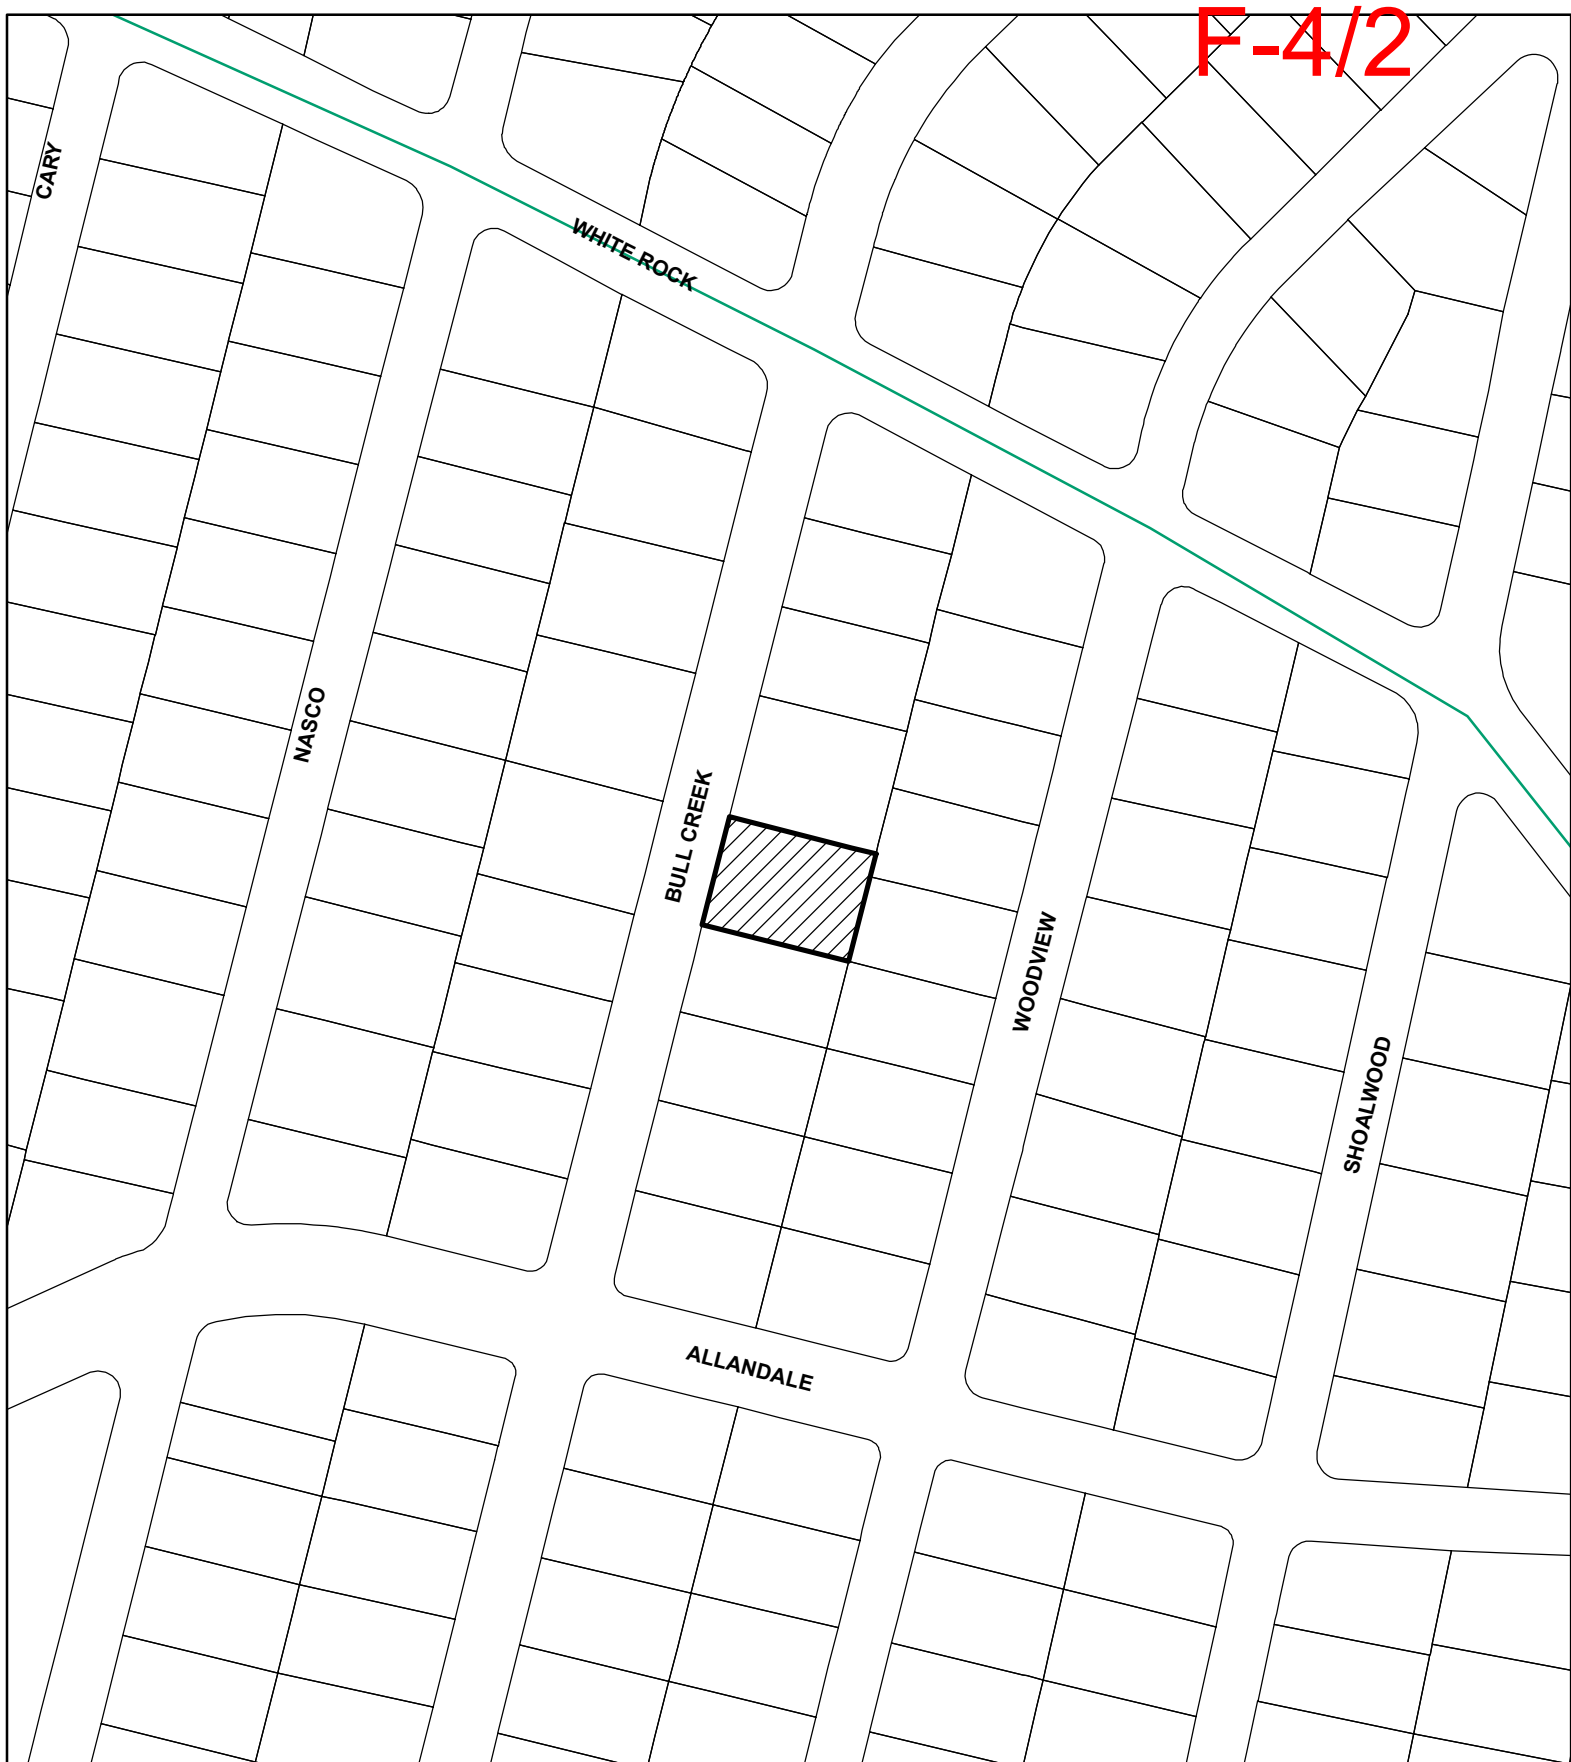 F-4/2
CARY
WHITE ROCK
NASCO
BULL CREEK
WOODVIEW
SHOALWOOD
ALLANDALE